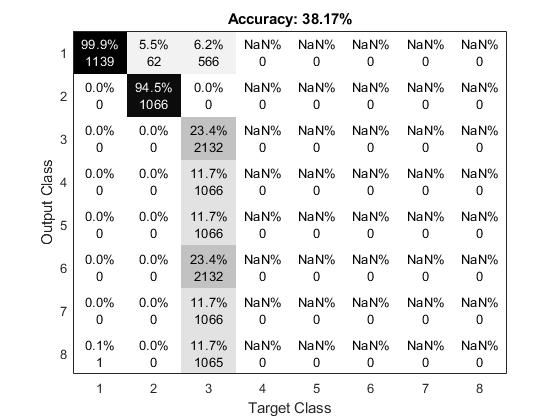 Accuracy: 38.17%
1 99.9% 5.5% 6.2% NaN% NaN% NaN% NaN% NaN%
1139 62 566 0 0 0 0 0
2 0.0% 94.5% 0.0% NaN% NaN% NaN% NaN% NaN%
0 1066 0 0 0 0 0 0
3 0.0% 0.0% 23.4% NaN% NaN% NaN% NaN% NaN%
0 0 2132 0 0 0 0 0
4 0.0% 0.0% 11.7% NaN% NaN% NaN% NaN% NaN%
0 0 1066 0 0 0 0 0
5 0.0% 0.0% 11.7% NaN% NaN% NaN% NaN% NaN%
0 0 1066 0 0 0 0 0
6 0.0% 0.0% 23.4% NaN% NaN% NaN% NaN% NaN%
0 0 2132 0 0 0 0 0
7 0.0% 0.0% 11.7% NaN% NaN% NaN% NaN% NaN%
0 0 1066 0 0 0 0 0
8 0.1% 0.0% 11.7% NaN% NaN% NaN% NaN% NaN%
1 0 1065 0 0 0 0 0
1 2 3 4 5 6 7 8
Target Class
Output Class